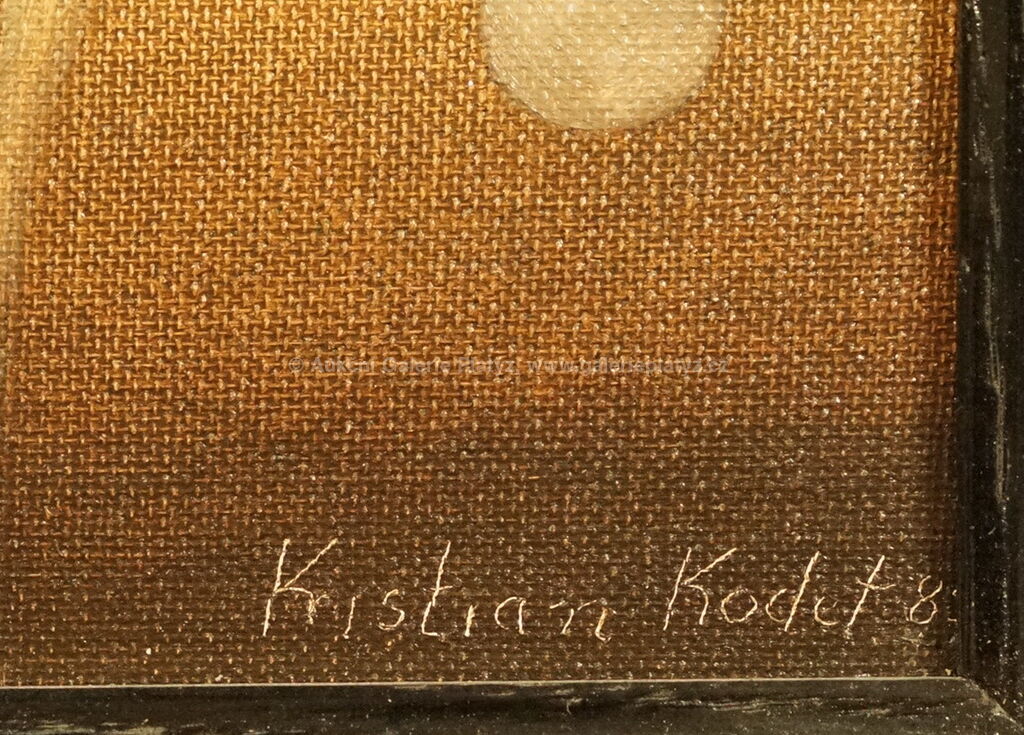 © Aukční Galerie Platýz, www.galerieplatyz.cz
Kristian Kodet 8